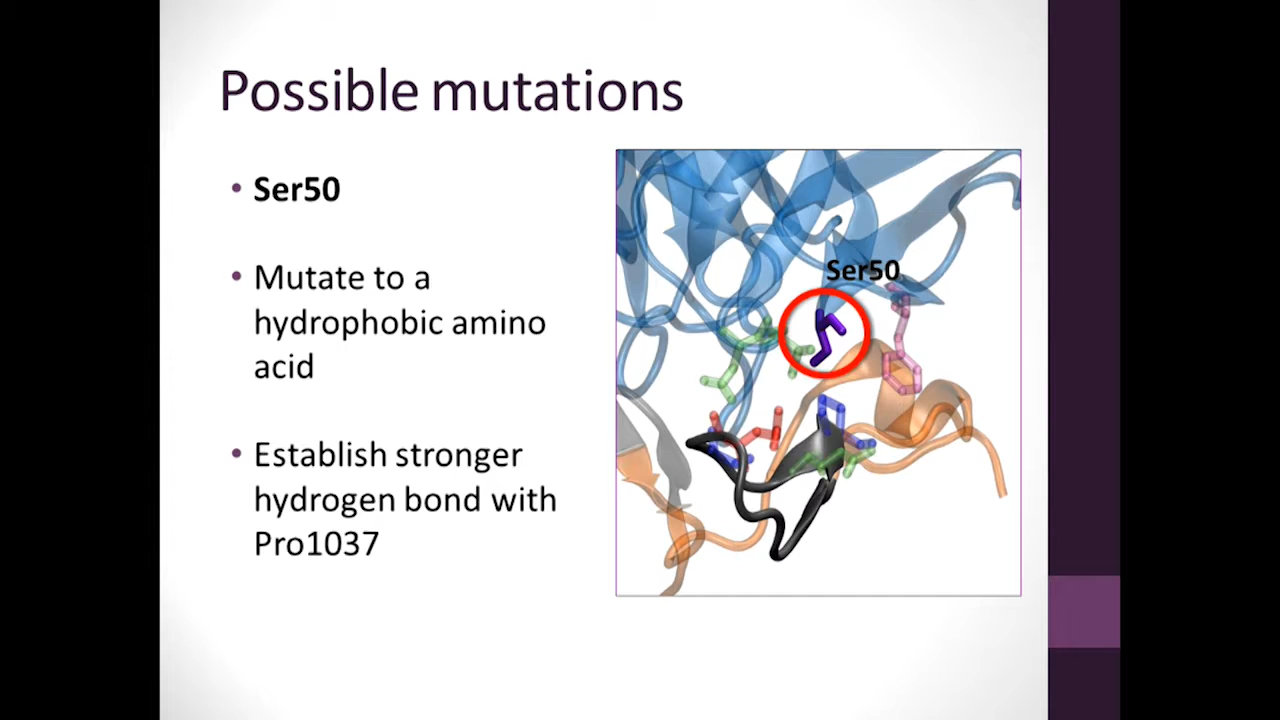 Possible mutations
• Ser50
• Mutate to a
hydrophobic amino
acid
• Establish stronger
hydrogen bond with
Pro1037
Ser50